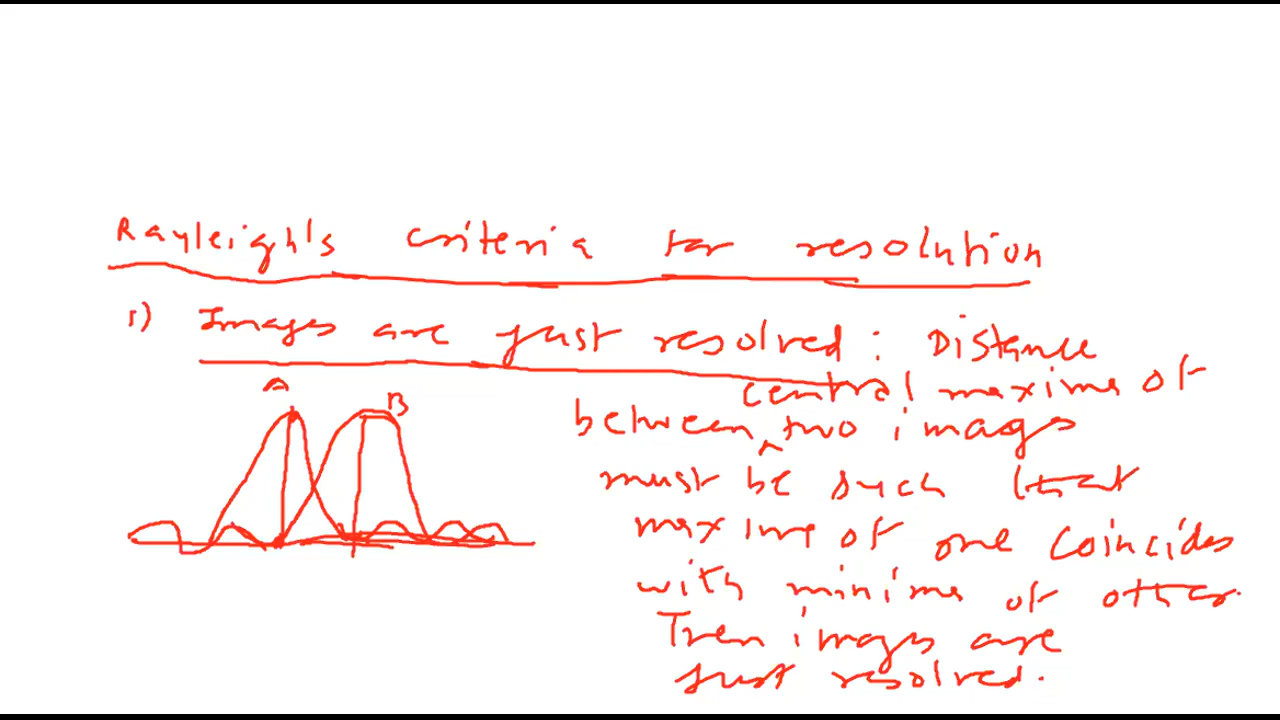 Rayleigh's criteria for resolution
1) Images are just resolved : Distance
central maxima of
between ^ two images
must be such that
maxima of one coincides
with minima of other.
Then images are
just resolved.
A
B